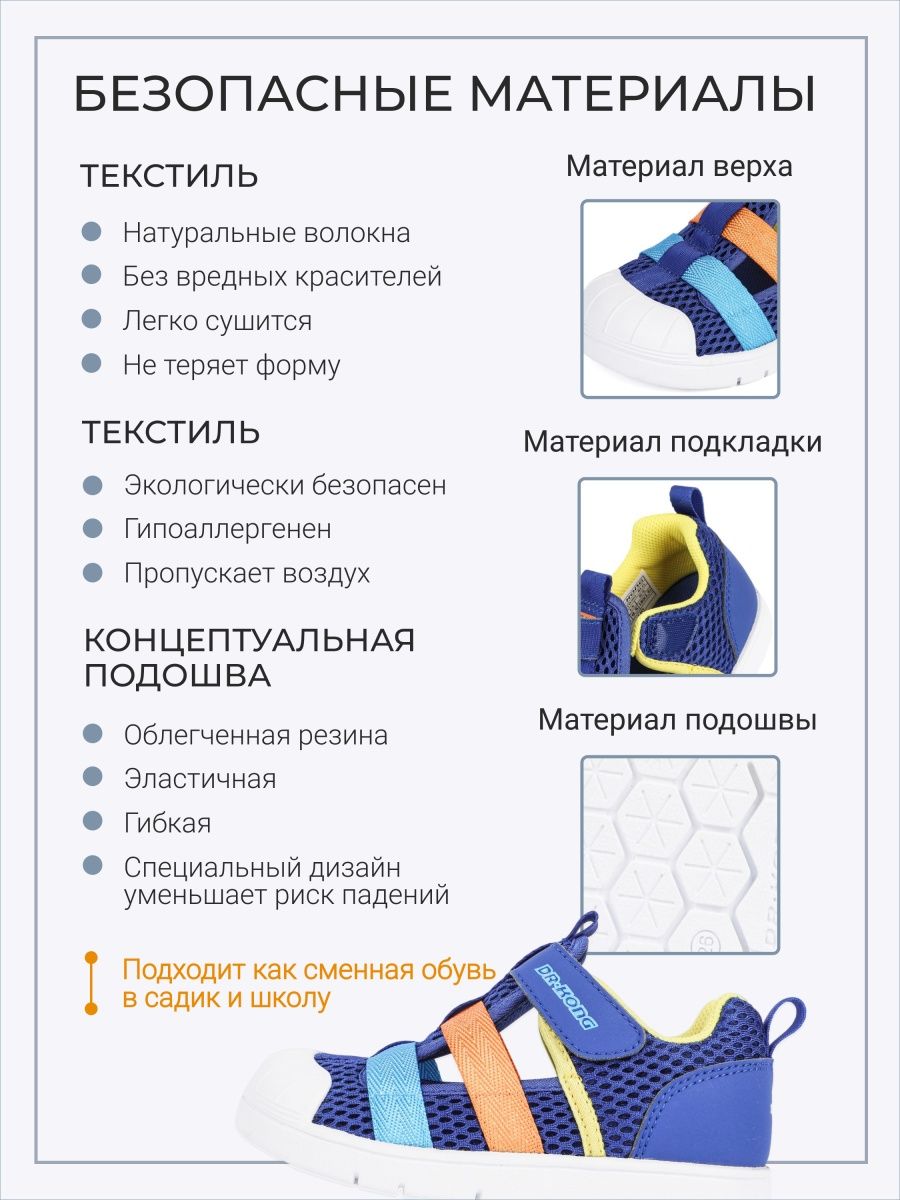 БЕЗОПАСНЫЕ МАТЕРИАЛЫ
ТЕКСТИЛЬ
Натуральные волокна
Без вредных красителей
Легко сушится
Не теряет форму
Материал верха
ТЕКСТИЛЬ
Экологически безопасен
Гипоаллергенен
Пропускает воздух
Материал подкладки
КОНЦЕПТУАЛЬНАЯ
ПОДОШВА
Облегченная резина
Эластичная
Гибкая
Специальный дизайн
уменьшает риск падений
Материал подошвы
26
Подходит как сменная обувь
в садик и школу
DR·KONG